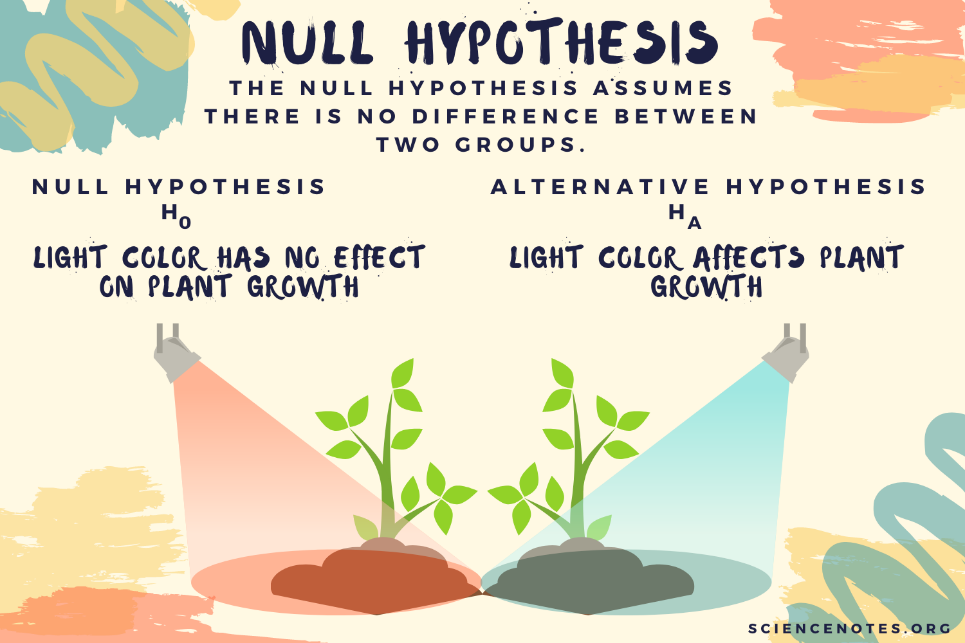 NULL HYPOTHESIS
THE NULL HYPOTHESIS ASSUMES
THERE IS NO DIFFERENCE BETWEEN
TWO GROUPS.
NULL HYPOTHESIS
H0
LIGHT COLOR HAS NO EFFECT
ON PLANT GROWTH
ALTERNATIVE HYPOTHESIS
HA
LIGHT COLOR AFFECTS PLANT
GROWTH
SCIENCENOTES.ORG